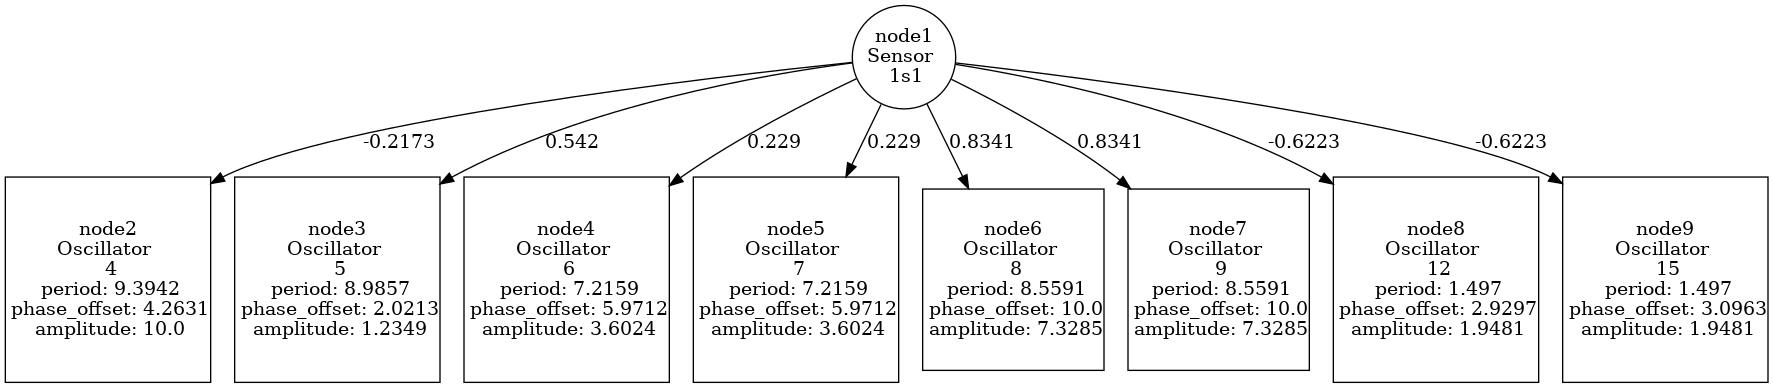 node1
Sensor
1s1
-0.2173
0.542
0.229
0.229
0.8341
0.8341
-0.6223
-0.6223
node2
Oscillator
4
period: 9.3942
phase_offset: 4.2631
amplitude: 10.0
node3
Oscillator
5
period: 8.9857
phase_offset: 2.0213
amplitude: 1.2349
node4
Oscillator
6
period: 7.2159
phase_offset: 5.9712
amplitude: 3.6024
node5
Oscillator
7
period: 7.2159
phase_offset: 5.9712
amplitude: 3.6024
node6
Oscillator
8
period: 8.5591
phase_offset: 10.0
amplitude: 7.3285
node7
Oscillator
9
period: 8.5591
phase_offset: 10.0
amplitude: 7.3285
node8
Oscillator
12
period: 1.497
phase_offset: 2.9297
amplitude: 1.9481
node9
Oscillator
15
period: 1.497
phase_offset: 3.0963
amplitude: 1.9481